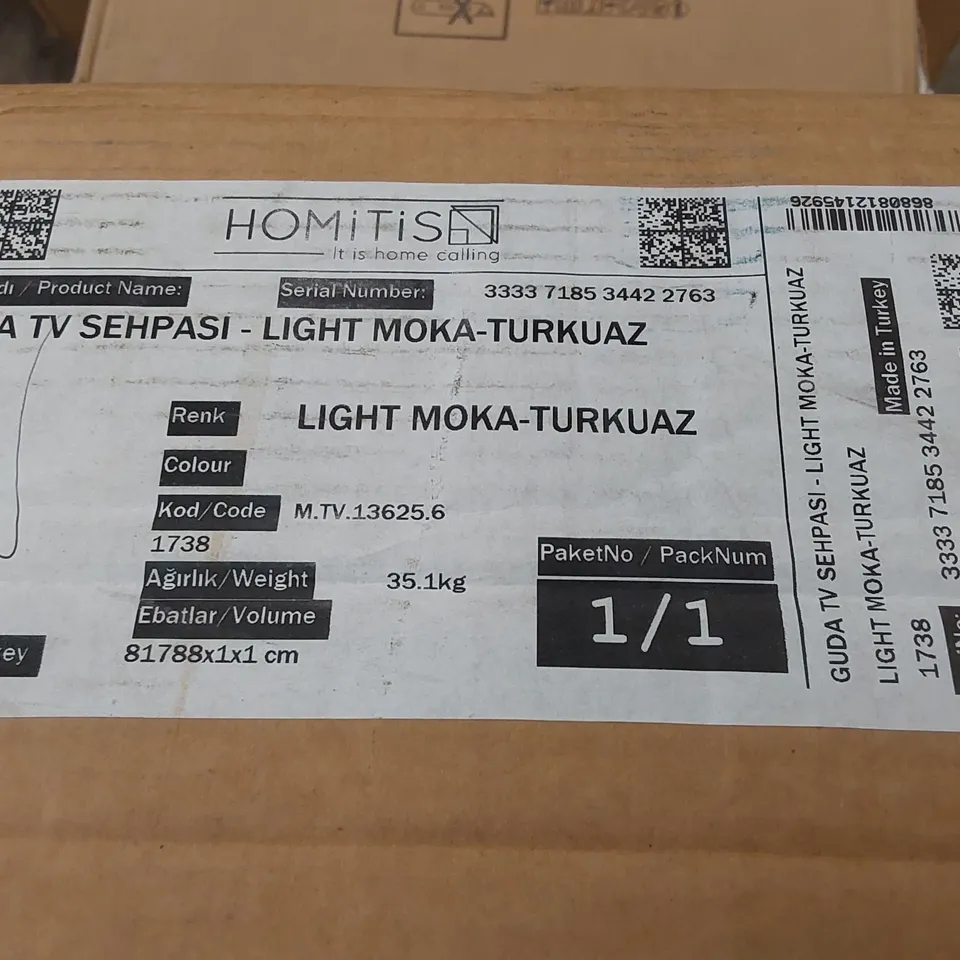 HOMiTiS
It is home calling
dı / Product Name:
Serial Number: 3333 7185 3442 2763
A TV SEHPASI - LIGHT MOKA-TURKUAZ
Renk LIGHT MOKA-TURKUAZ
Colour
Kod/Code M.TV.13625.6
1738
Ağırlık/Weight 35.1kg
Ebatlar/Volume
81788x1x1 cm
key
PaketNo / PackNum
1/1
8680812145926
GUDA TV SEHPASI - LIGHT MOKA-TURKUAZ
LIGHT MOKA-TURKUAZ
Made in Turkey
1738
3333 7185 3442 2763